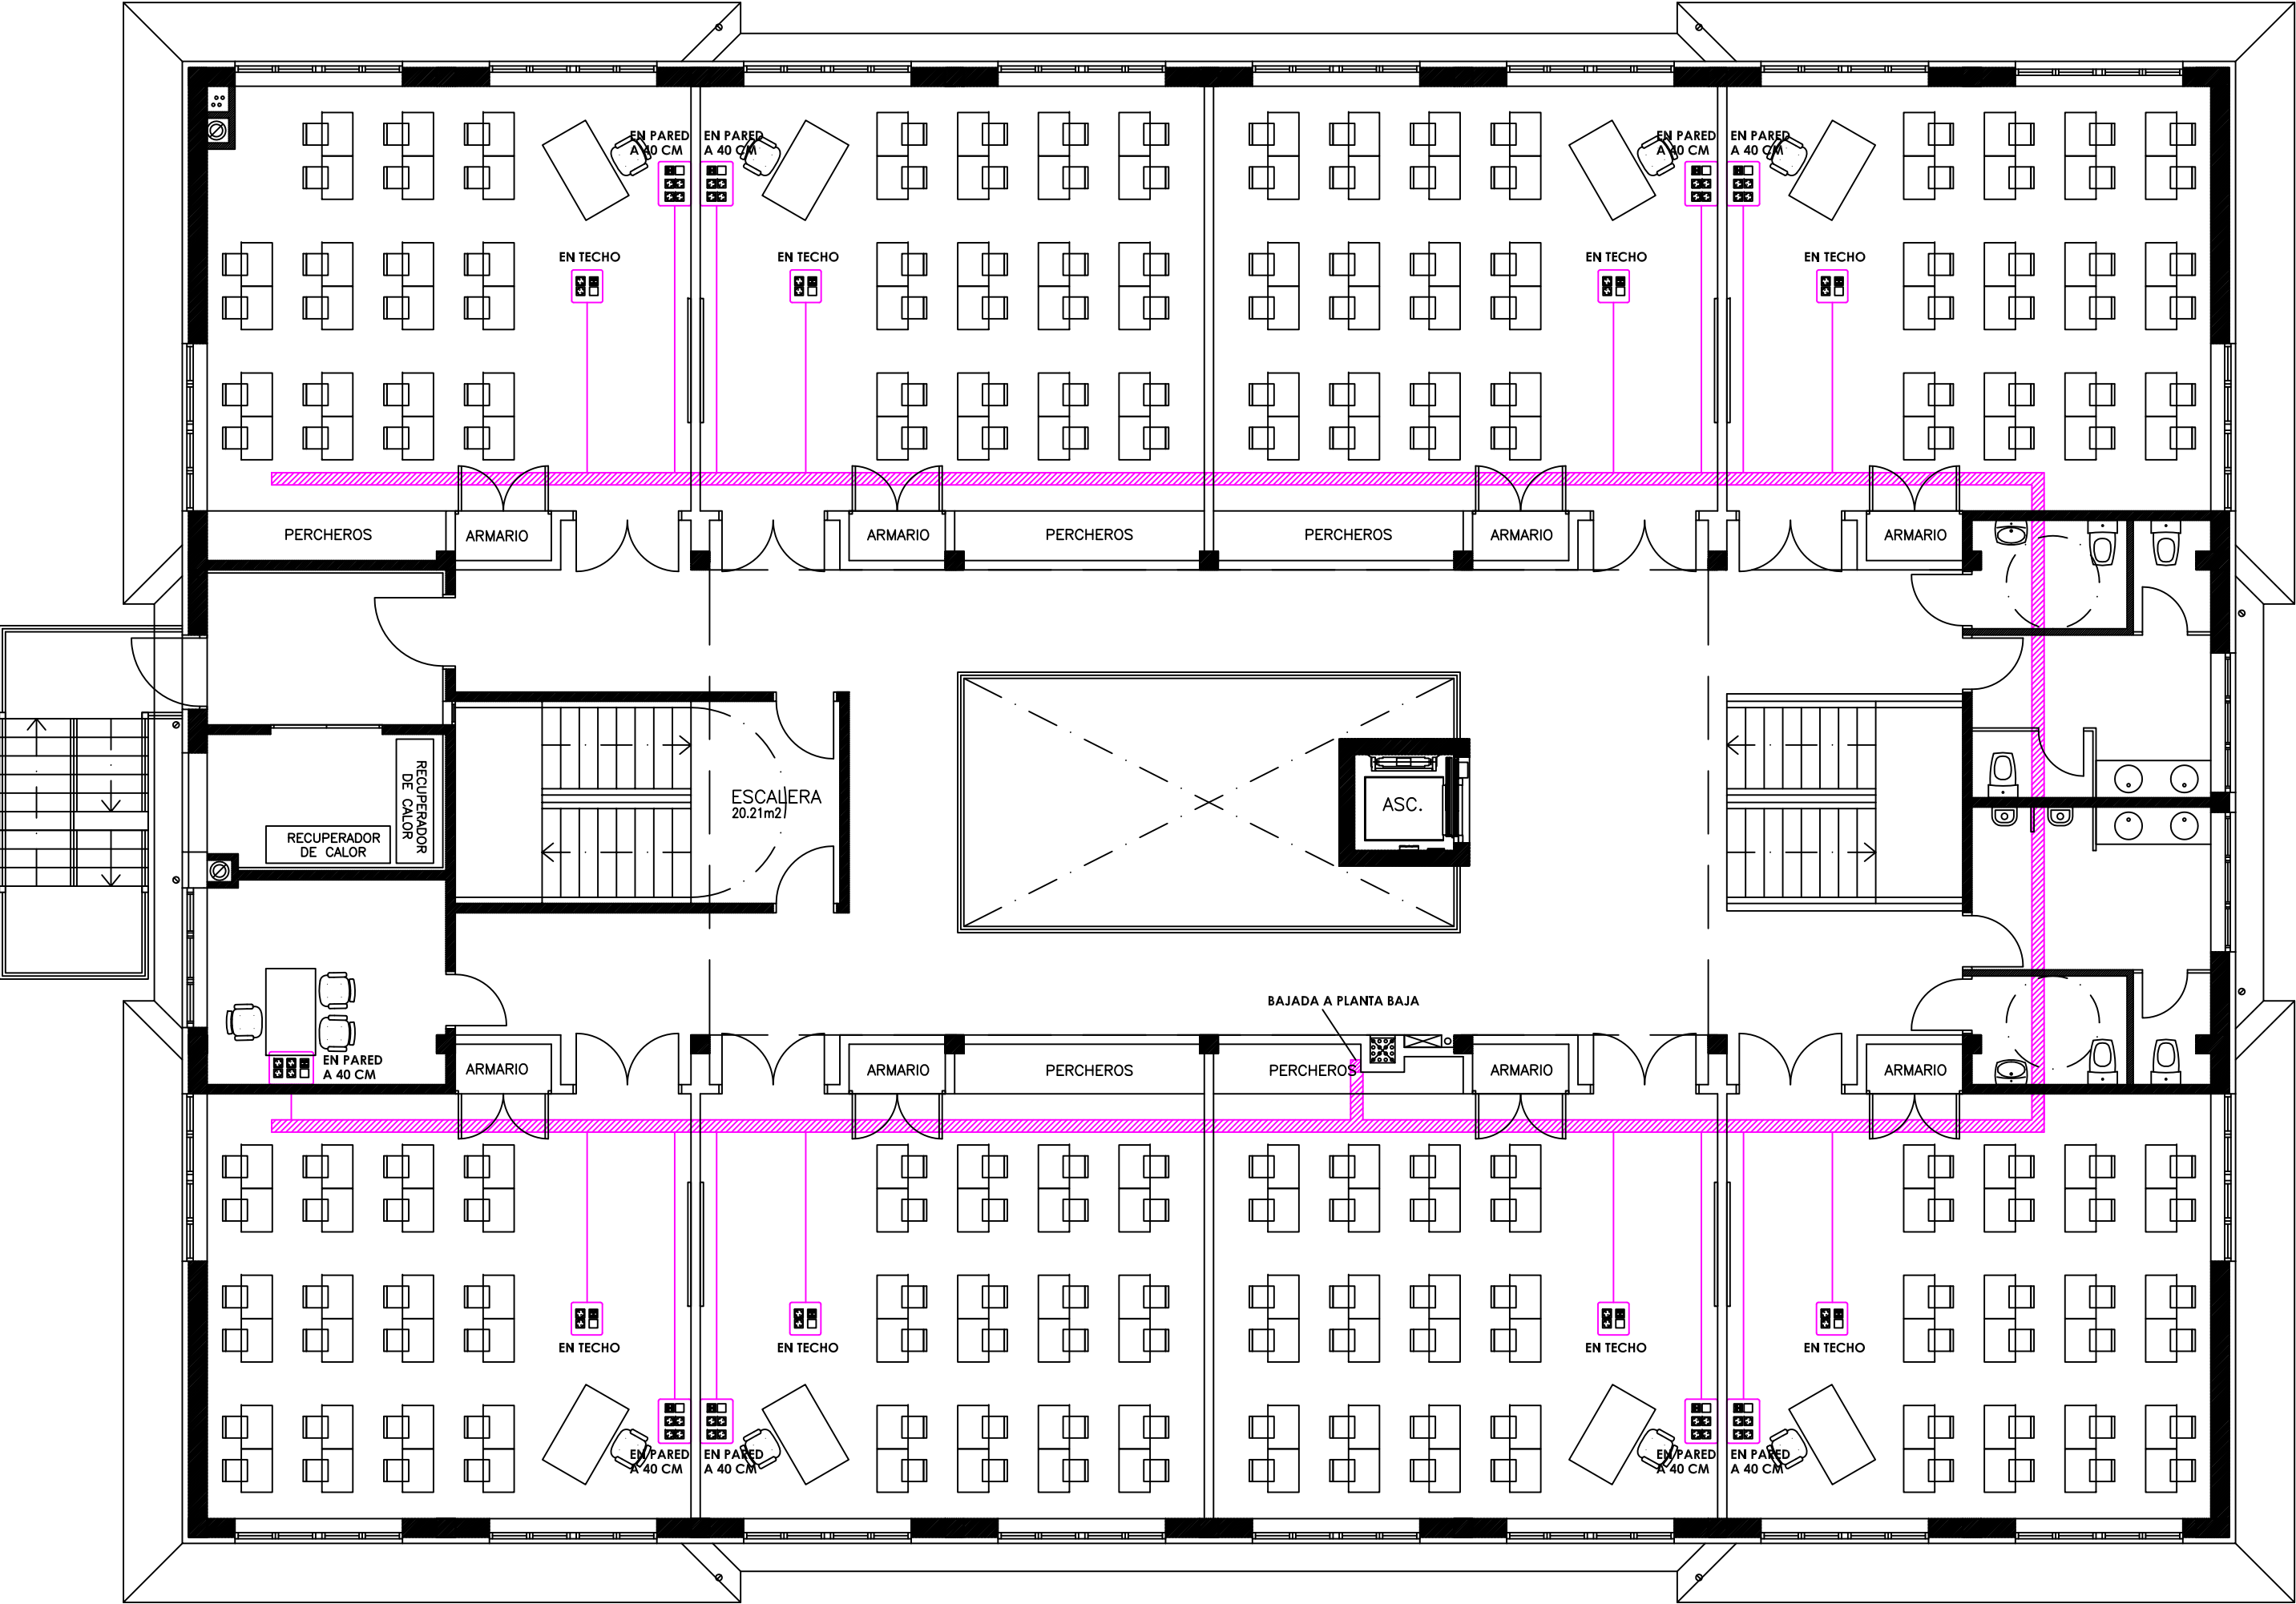 EN PARED
A 40 CM
EN PARED
A 40 CM
EN PARED
A 40 CM
EN PARED
A 40 CM
EN TECHO
EN TECHO
EN TECHO
EN TECHO
PERCHEROS
ARMARIO
ARMARIO
PERCHEROS
PERCHEROS
ARMARIO
ARMARIO
RECUPERADOR
DE CALOR
RECUPERADOR
DE CALOR
ESCALERA
20.21m2
ASC.
BAJADA A PLANTA BAJA
EN PARED
A 40 CM
ARMARIO
ARMARIO
PERCHEROS
PERCHEROS
ARMARIO
ARMARIO
EN TECHO
EN TECHO
EN TECHO
EN TECHO
EN PARED
A 40 CM
EN PARED
A 40 CM
EN PARED
A 40 CM
EN PARED
A 40 CM